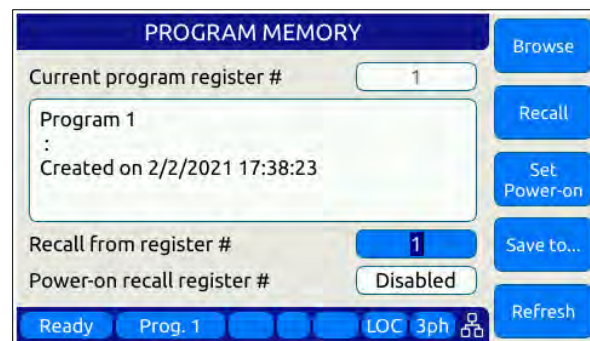 PROGRAM MEMORY
Browse
Current program register # 1
Program 1
:
Created on 2/2/2021 17:38:23
Recall
Set
Power-on
Recall from register # 1
Save to...
Power-on recall register # Disabled
Refresh
Ready Prog. 1 LOC 3ph